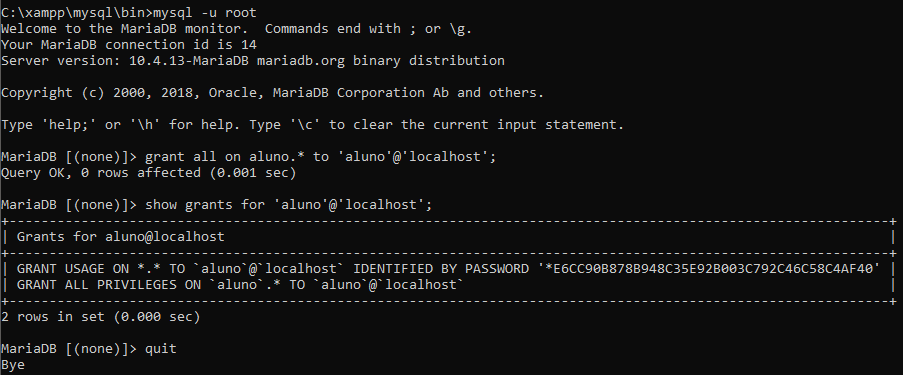 C:\xampp\mysql\bin>mysql -u root
Welcome to the MariaDB monitor.  Commands end with ; or \g.
Your MariaDB connection id is 14
Server version: 10.4.13-MariaDB mariadb.org binary distribution
Copyright (c) 2000, 2018, Oracle, MariaDB Corporation Ab and others.
Type 'help;' or '\h' for help. Type '\c' to clear the current input statement.
MariaDB [(none)]> grant all on aluno.* to 'aluno'@'localhost';
Query OK, 0 rows affected (0.001 sec)
MariaDB [(none)]> show grants for 'aluno'@'localhost';
+--------------------------------------------------------------------------------------------------------------+
| Grants for aluno@localhost                                                                                   |
+--------------------------------------------------------------------------------------------------------------+
| GRANT USAGE ON *.* TO `aluno`@`localhost` IDENTIFIED BY PASSWORD '*E6CC90B878B948C35E92B003C792C46C58C4AF40' |
| GRANT ALL PRIVILEGES ON `aluno`.* TO `aluno`@`localhost`                                                     |
+--------------------------------------------------------------------------------------------------------------+
2 rows in set (0.000 sec)
MariaDB [(none)]> quit
Bye